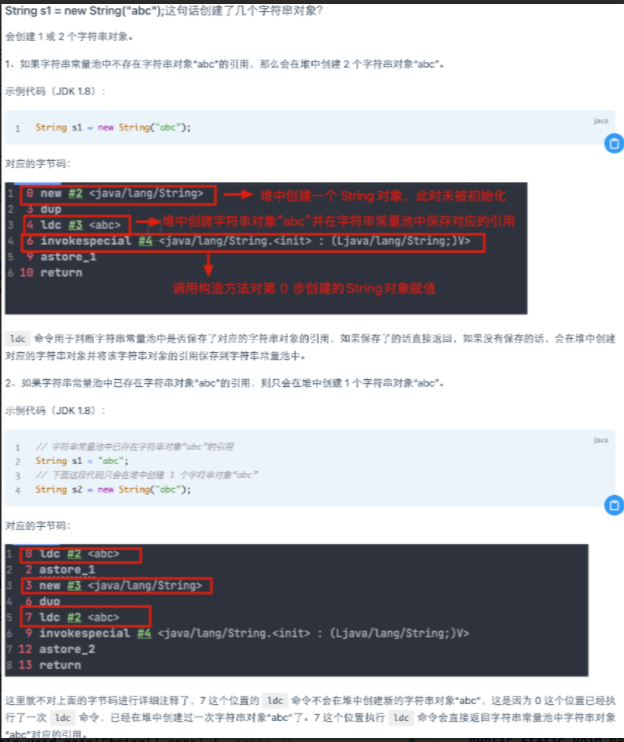 String s1 = new String("abc");这句话创建了几个字符串对象?
会创建 1 或 2 个字符串对象。
1、如果字符串常量池中不存在字符串对象“abc”的引用，那么会在堆中创建 2 个字符串对象“abc”。
示例代码（JDK 1.8）：
java
1 String s1 = new String("abc");
对应的字节码：
1 0 new #2 <java/lang/String> 堆中创建一个 String 对象，此时未被初始化
2 3 dup
3 4 ldc #3 <abc> 堆中创建字符串对象“abc”并在字符串常量池中保存对应的引用
4 6 invokespecial #4 <java/lang/String.<init> : (Ljava/lang/String;)V>
5 9 astore_1
6 10 return
调用构造方法对第 0 步创建的String对象赋值
ldc 命令用于判断字符串常量池中是否保存了对应的字符串对象的引用，如果保存了的话直接返回，如果没有保存的话，会在堆中创建
对应的字符串对象并将该字符串对象的引用保存到字符串常量池中。
2、如果字符串常量池中已存在字符串对象“abc”的引用，则只会在堆中创建 1 个字符串对象“abc”。
示例代码（JDK 1.8）：
java
1 // 字符串常量池中已存在字符串对象“abc”的引用
2 String s1 = "abc";
3 // 下面这段代码只会在堆中创建 1 个字符串对象“abc”
4 String s2 = new String("abc");
对应的字节码：
1 0 ldc #2 <abc>
2 2 astore_1
3 3 new #3 <java/lang/String>
4 6 dup
5 7 ldc #2 <abc>
6 9 invokespecial #4 <java/lang/String.<init> : (Ljava/lang/String;)V>
7 12 astore_2
8 13 return
这里就不对上面的字节码进行详细注释了，7 这个位置的 ldc 命令不会在堆中创建新的字符串对象“abc”，这是因为 0 这个位置已经执
行了一次 ldc 命令，已经在堆中创建过一次字符串对象“abc”了。7 这个位置执行 ldc 命令会直接返回字符串常量池中字符串对象
“abc”对应的引用。